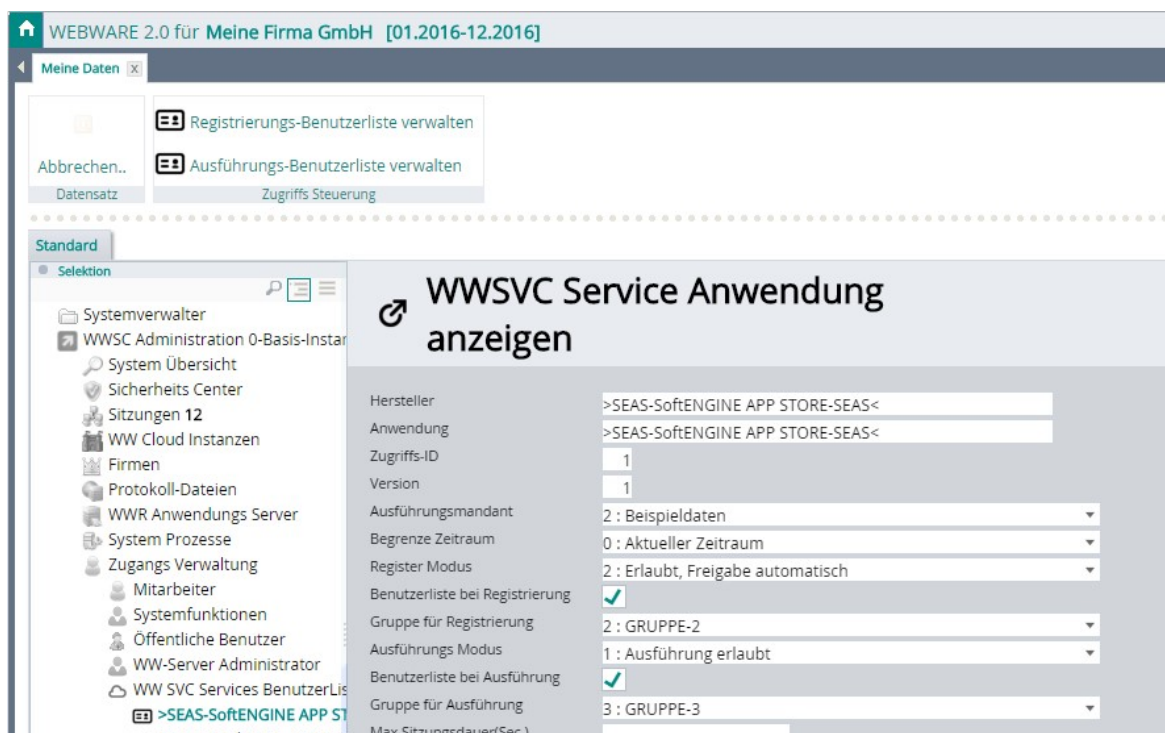 WEBWARE 2.0 für Meine Firma GmbH [01.2016-12.2016]
Meine Daten x
Registrierungs-Benutzerliste verwalten
Abbrechen..
Ausführungs-Benutzerliste verwalten
Datensatz
Zugriffs Steuerung
Standard
Selektion
Systemverwalter
WWSC Administration 0-Basis-Instan
System Übersicht
Sicherheits Center
Sitzungen 12
WW Cloud Instanzen
Firmen
Protokoll-Dateien
WWR Anwendungs Server
System Prozesse
Zugangs Verwaltung
Mitarbeiter
Systemfunktionen
Öffentliche Benutzer
WW-Server Administrator
WW SVC Services BenutzerLis
>SEAS-SoftENGINE APP ST
WWSVC Service Anwendung
anzeigen
Hersteller >SEAS-SoftENGINE APP STORE-SEAS<
Anwendung >SEAS-SoftENGINE APP STORE-SEAS<
Zugriffs-ID 1
Version 1
Ausführungsmandant 2 : Beispieldaten
Begrenze Zeitraum 0 : Aktueller Zeitraum
Register Modus 2 : Erlaubt, Freigabe automatisch
Benutzerliste bei Registrierung
Gruppe für Registrierung 2 : GRUPPE-2
Ausführungs Modus 1 : Ausführung erlaubt
Benutzerliste bei Ausführung
Gruppe für Ausführung 3 : GRUPPE-3
Max Sitzungsdauer(Sec.)